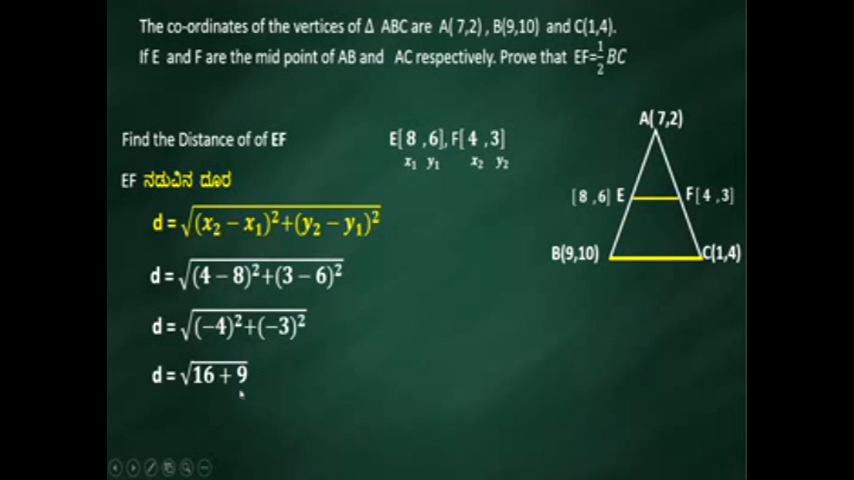 The co-ordinates of the vertices of Δ ABC are A( 7,2) , B(9,10) and C(1,4).
If E and F are the mid point of AB and AC respectively. Prove that EF=½BC
Find the Distance of of EF
E[ 8 ,6], F[ 4 ,3]
x₁ y₁ x₂ y₂
EF ನಡುವಿನ ದೂರ
d = √(x₂ − x₁)²+(y₂ − y₁)²
d = √(4 − 8)²+(3 − 6)²
d = √(−4)²+(−3)²
d = √16 + 9
A( 7,2)
[ 8 ,6] E
F[ 4 ,3]
B(9,10)
C(1,4)